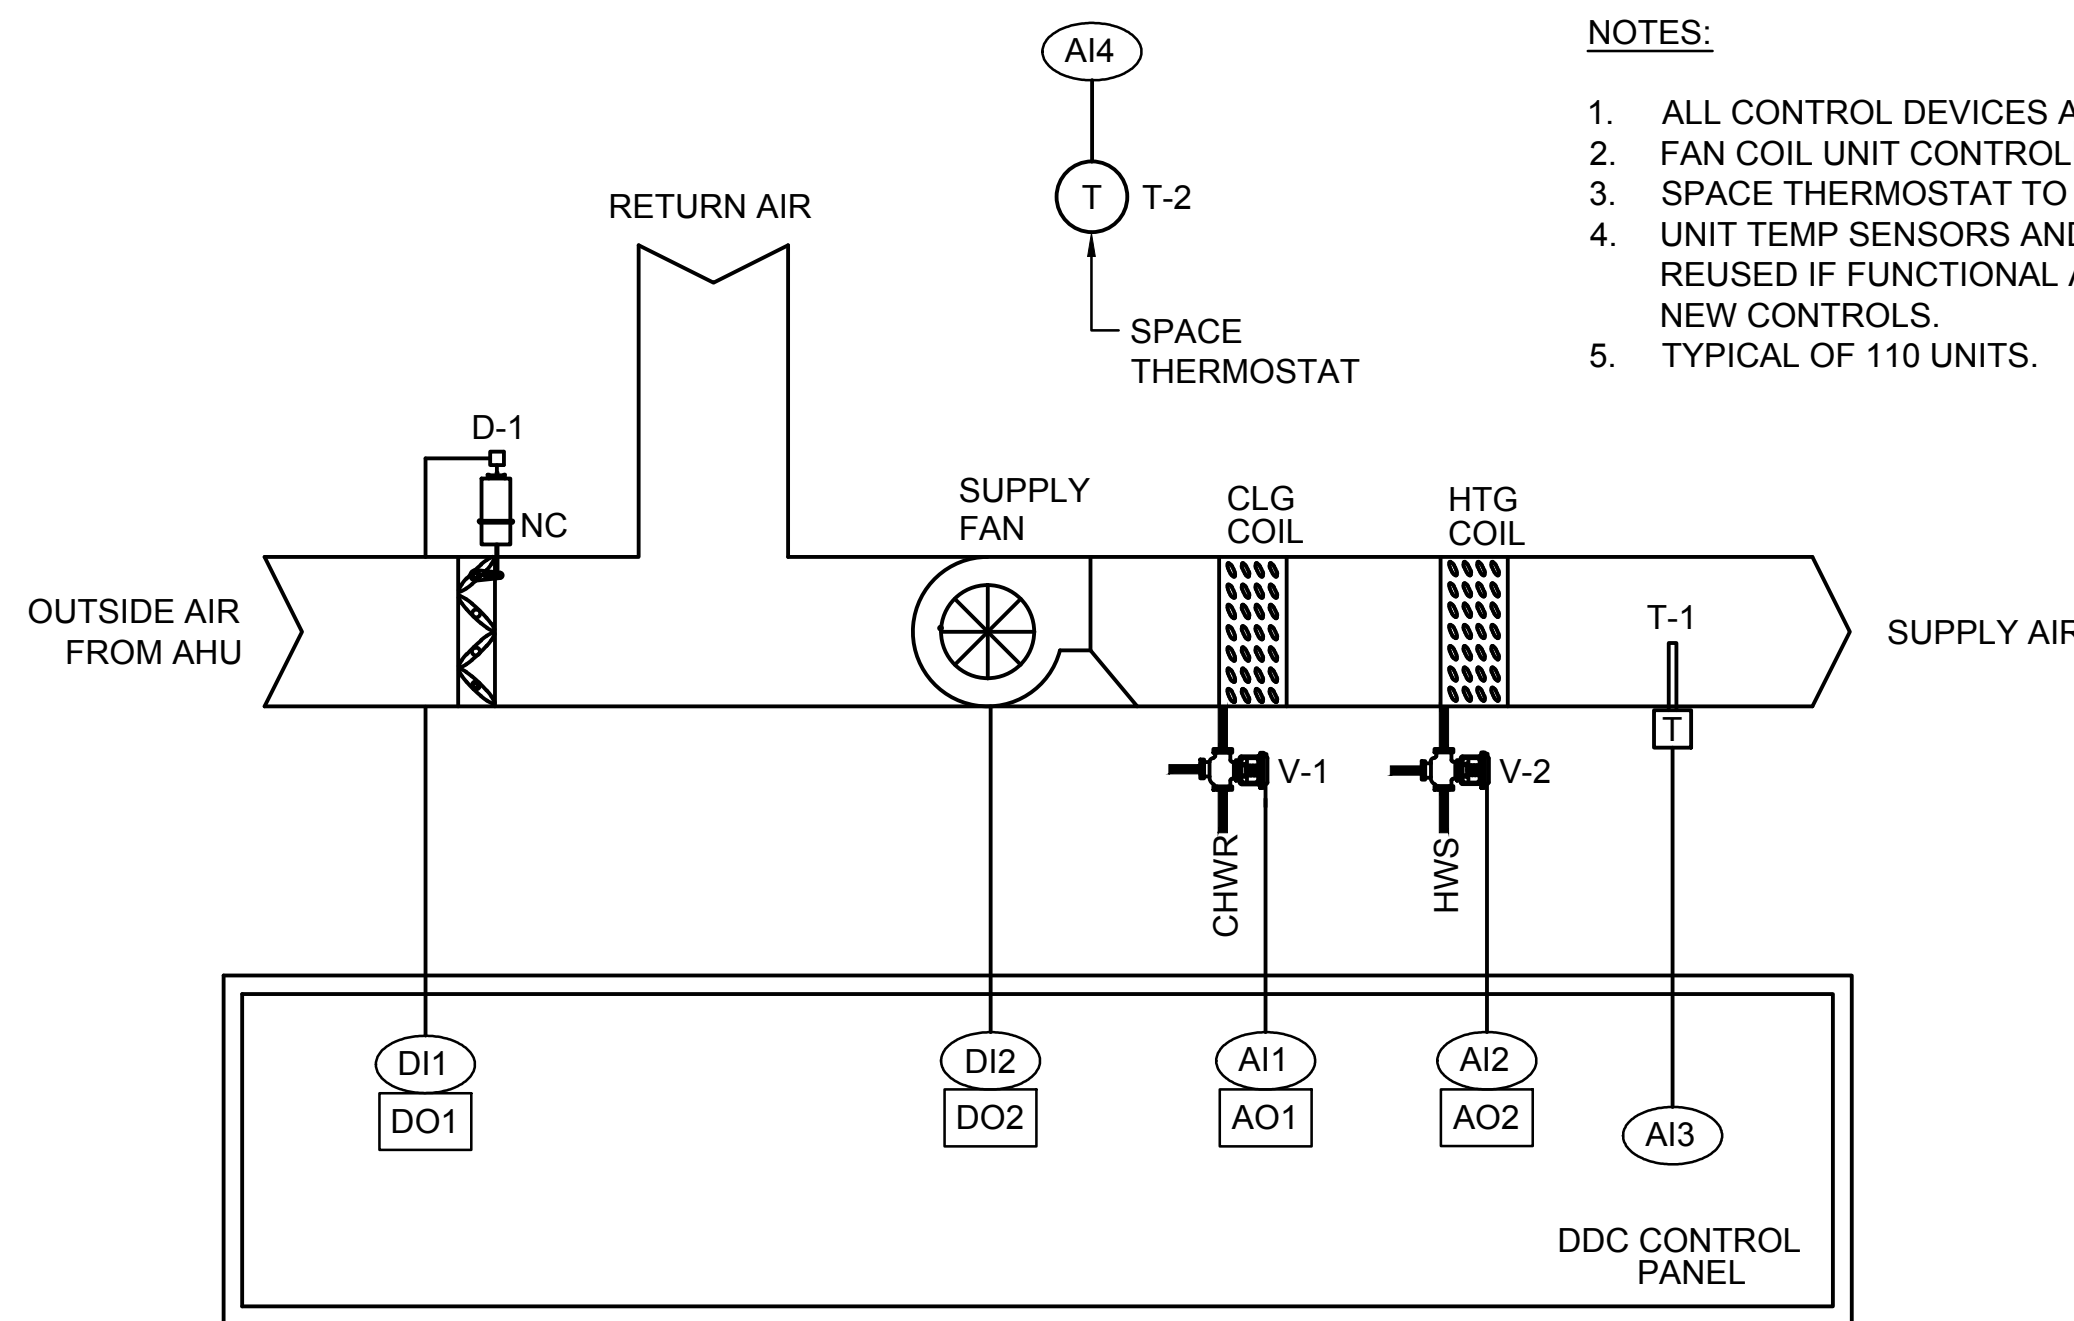 AI4
T
T-2
SPACE
THERMOSTAT
NOTES:
1. ALL CONTROL DEVICES
2. FAN COIL UNIT CONTROL
3. SPACE THERMOSTAT TO
4. UNIT TEMP SENSORS AND
REUSED IF FUNCTIONAL
NEW CONTROLS.
5. TYPICAL OF 110 UNITS.
RETURN AIR
D-1
NC
SUPPLY
FAN
CLG
COIL
HTG
COIL
OUTSIDE AIR
FROM AHU
T-1
SUPPLY AIR
T
V-1
V-2
CHWR
HWS
DI1
DO1
DI2
DO2
AI1
AO1
AI2
AO2
AI3
DDC CONTROL
PANEL